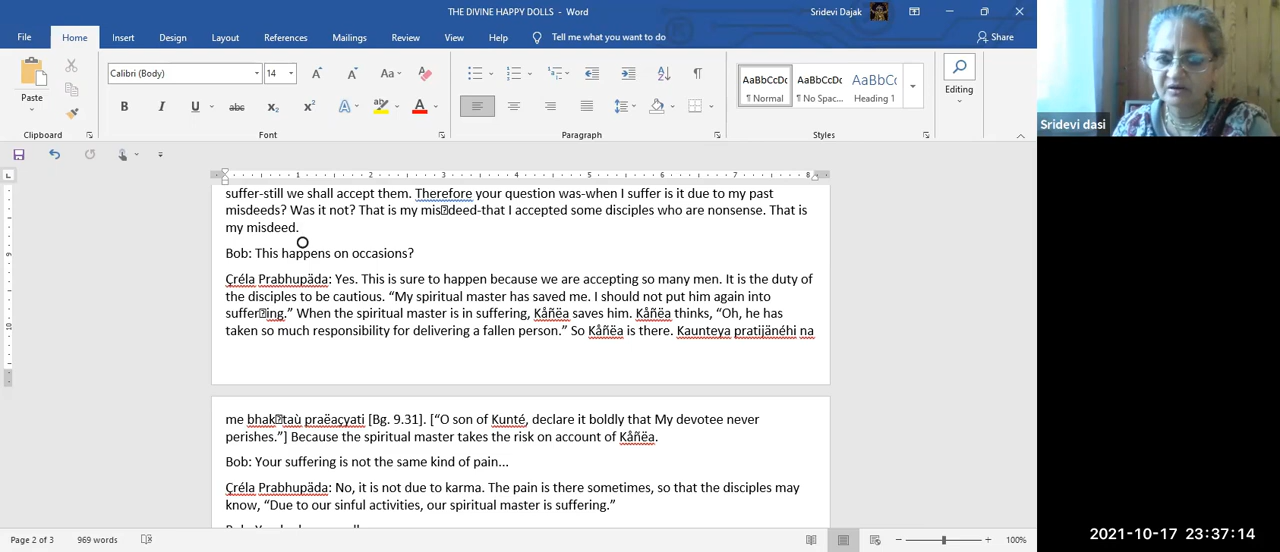 THE DIVINE HAPPY DOLLS - Word
Sridevi Dajak
File Home Insert Design Layout References Mailings Review View Help Tell me what you want to do Share
Calibri (Body) 14
Paste
AaBbCcDc AaBbCcDc AaBbCc
¶ Normal ¶ No Spac... Heading 1
Editing
Clipboard Font Paragraph Styles
Sridevi dasi
suffer-still we shall accept them. Therefore your question was-when I suffer is it due to my past
misdeeds? Was it not? That is my mis⍰deed-that I accepted some disciples who are nonsense. That is
my misdeed.
Bob: This happens on occasions?
Çréla Prabhupäda: Yes. This is sure to happen because we are accepting so many men. It is the duty of
the disciples to be cautious. “My spiritual master has saved me. I should not put him again into
suffer⍰ing.” When the spiritual master is in suffering, Kåñëa saves him. Kåñëa thinks, “Oh, he has
taken so much responsibility for delivering a fallen person.” So Kåñëa is there. Kaunteya pratijänéhi na
me bhak⍰taù praëaçyati [Bg. 9.31]. [“O son of Kunté, declare it boldly that My devotee never
perishes.”] Because the spiritual master takes the risk on account of Kåñëa.
Bob: Your suffering is not the same kind of pain...
Çréla Prabhupäda: No, it is not due to karma. The pain is there sometimes, so that the disciples may
know, “Due to our sinful activities, our spiritual master is suffering.”
Page 2 of 3 969 words 100%
2021-10-17 23:37:14